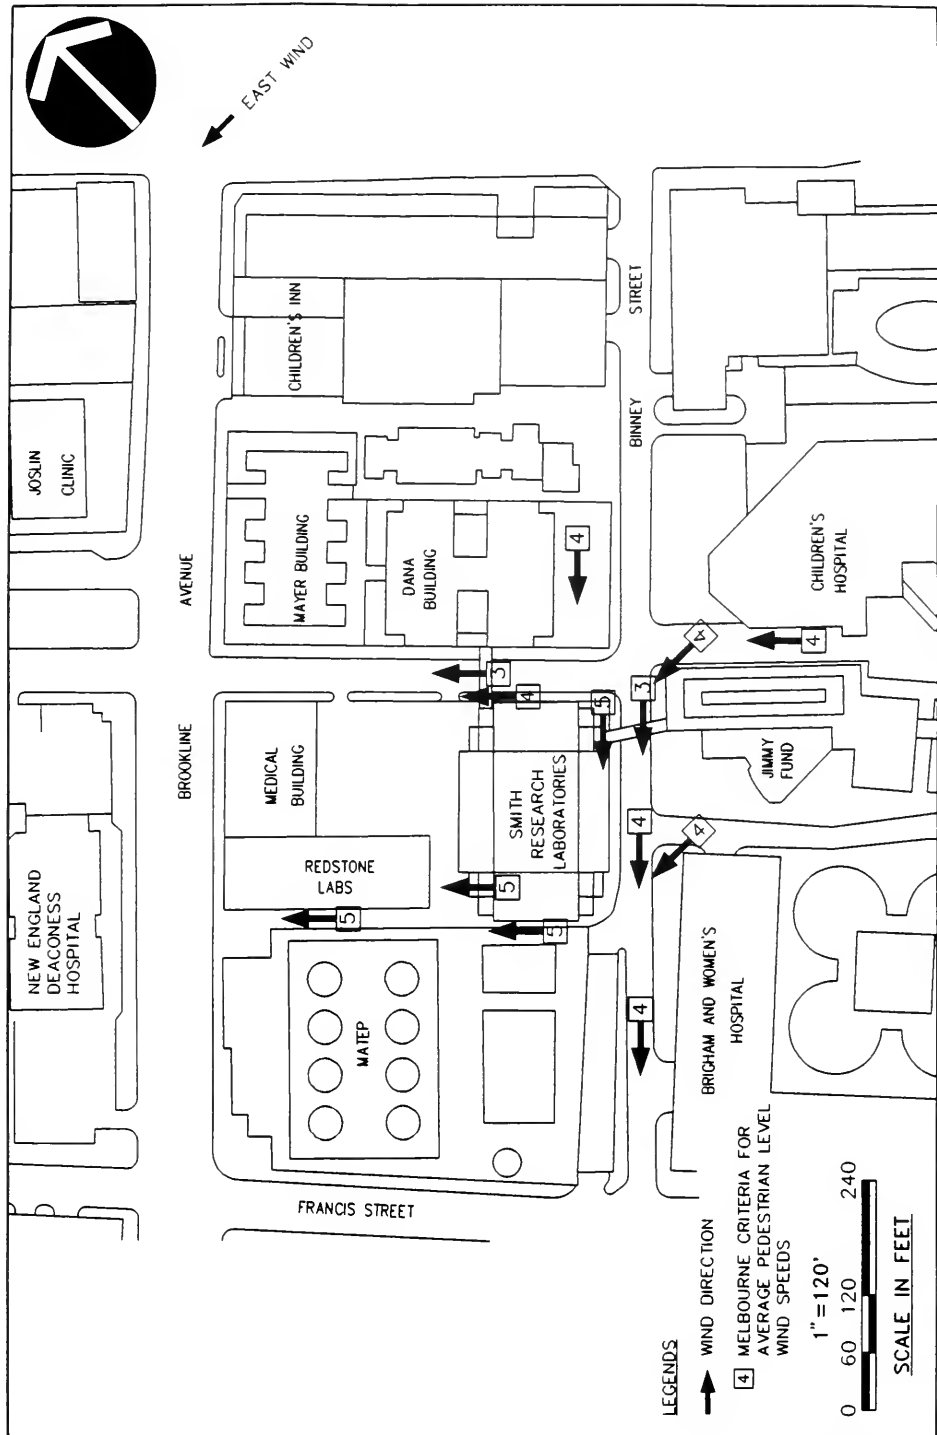 EAST WIND
JOSLIN
CLINIC
AVENUE
BROOKLINE
NEW ENGLAND
DEACONESS
HOSPITAL
CHILDREN'S INN
MAYER BUILDING
DANA
BUILDING
STREET
BINNEY
4
CHILDREN'S
HOSPITAL
4
4
3
3
4
5
MEDICAL
BUILDING
REDSTONE
LABS
SMITH
RESEARCH
LABORATORIES
JIMMY
FUND
4
4
5
5
5
4
MATEP
BRIGHAM AND WOMEN'S
HOSPITAL
FRANCIS STREET
LEGENDS
WIND DIRECTION
4 MELBOURNE CRITERIA FOR
AVERAGE PEDESTRIAN LEVEL
WIND SPEEDS
1"=120'
0 60 120 240
SCALE IN FEET